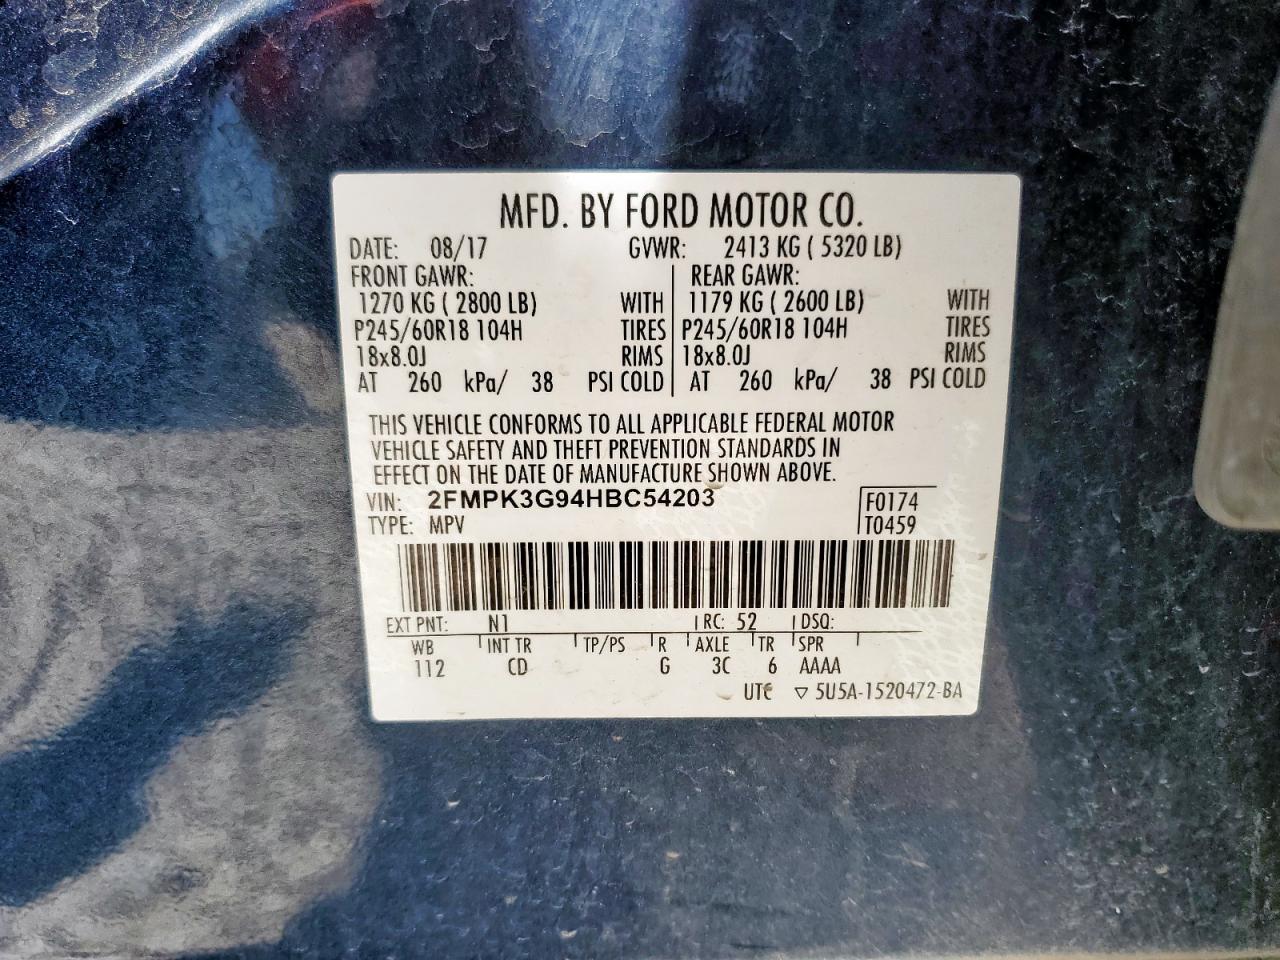 MFD. BY FORD MOTOR CO.
DATE: 08/17 GVWR: 2413 KG ( 5320 LB)
FRONT GAWR: REAR GAWR:
1270 KG ( 2800 LB) WITH 1179 KG ( 2600 LB) WITH
P245/60R18 104H TIRES P245/60R18 104H TIRES
18x8.0J RIMS 18x8.0J RIMS
AT 260 kPa/ 38 PSI COLD AT 260 kPa/ 38 PSI COLD
THIS VEHICLE CONFORMS TO ALL APPLICABLE FEDERAL MOTOR
VEHICLE SAFETY AND THEFT PREVENTION STANDARDS IN
EFFECT ON THE DATE OF MANUFACTURE SHOWN ABOVE.
VIN: 2FMPK3G94HBC54203 F0174
TYPE: MPV T0459
EXT PNT: N1 RC: 52 DSO:
WB INT TR TP/PS R AXLE TR SPR
112 CD G 3C 6 AAAA
UTC ▽ 5U5A-1520472-BA